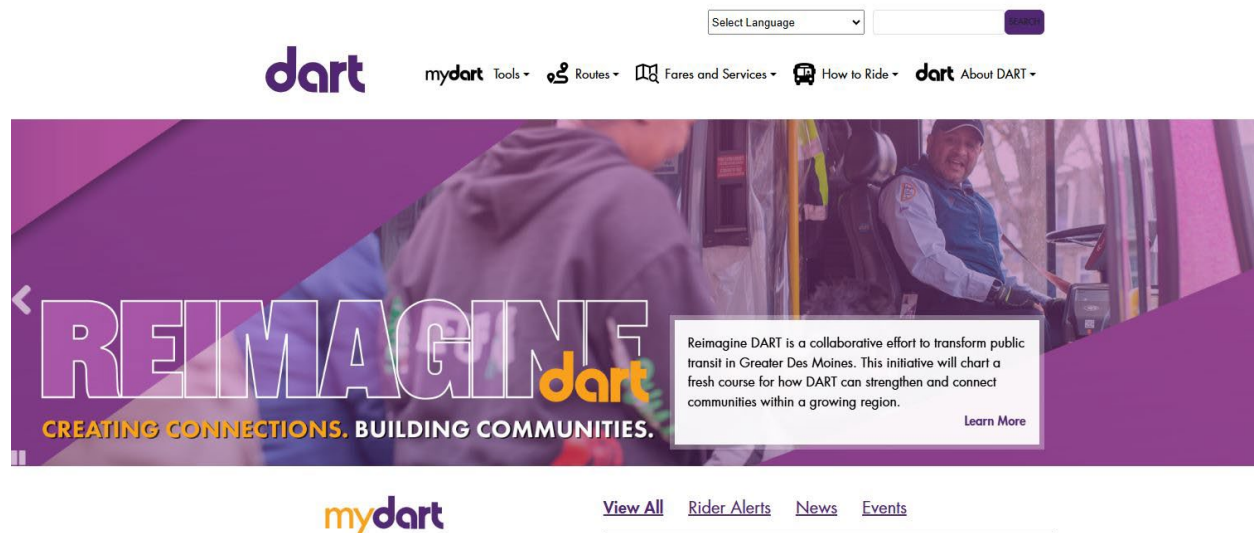 Select Language
SEARCH
dart
mydart Tools
Routes
Fares and Services
How to Ride
dart About DART
REIMAGINE
dart
CREATING CONNECTIONS. BUILDING COMMUNITIES.
Reimagine DART is a collaborative effort to transform public
transit in Greater Des Moines. This initiative will chart a
fresh course for how DART can strengthen and connect
communities within a growing region.
Learn More
mydart
View All Rider Alerts News Events